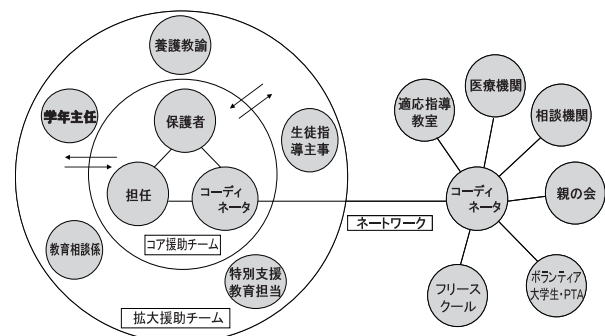 養護教諭
学年主任
保護者
生徒指
導主事
担任
コーディ
ネータ
コア援助チーム
教育相談係
特別支援
教育担当
拡大援助チーム
ネートワーク
適応指導
教室
医療機関
相談機関
コーディ
ネータ
親の会
フリース
クール
ボランティア
大学生・PTA